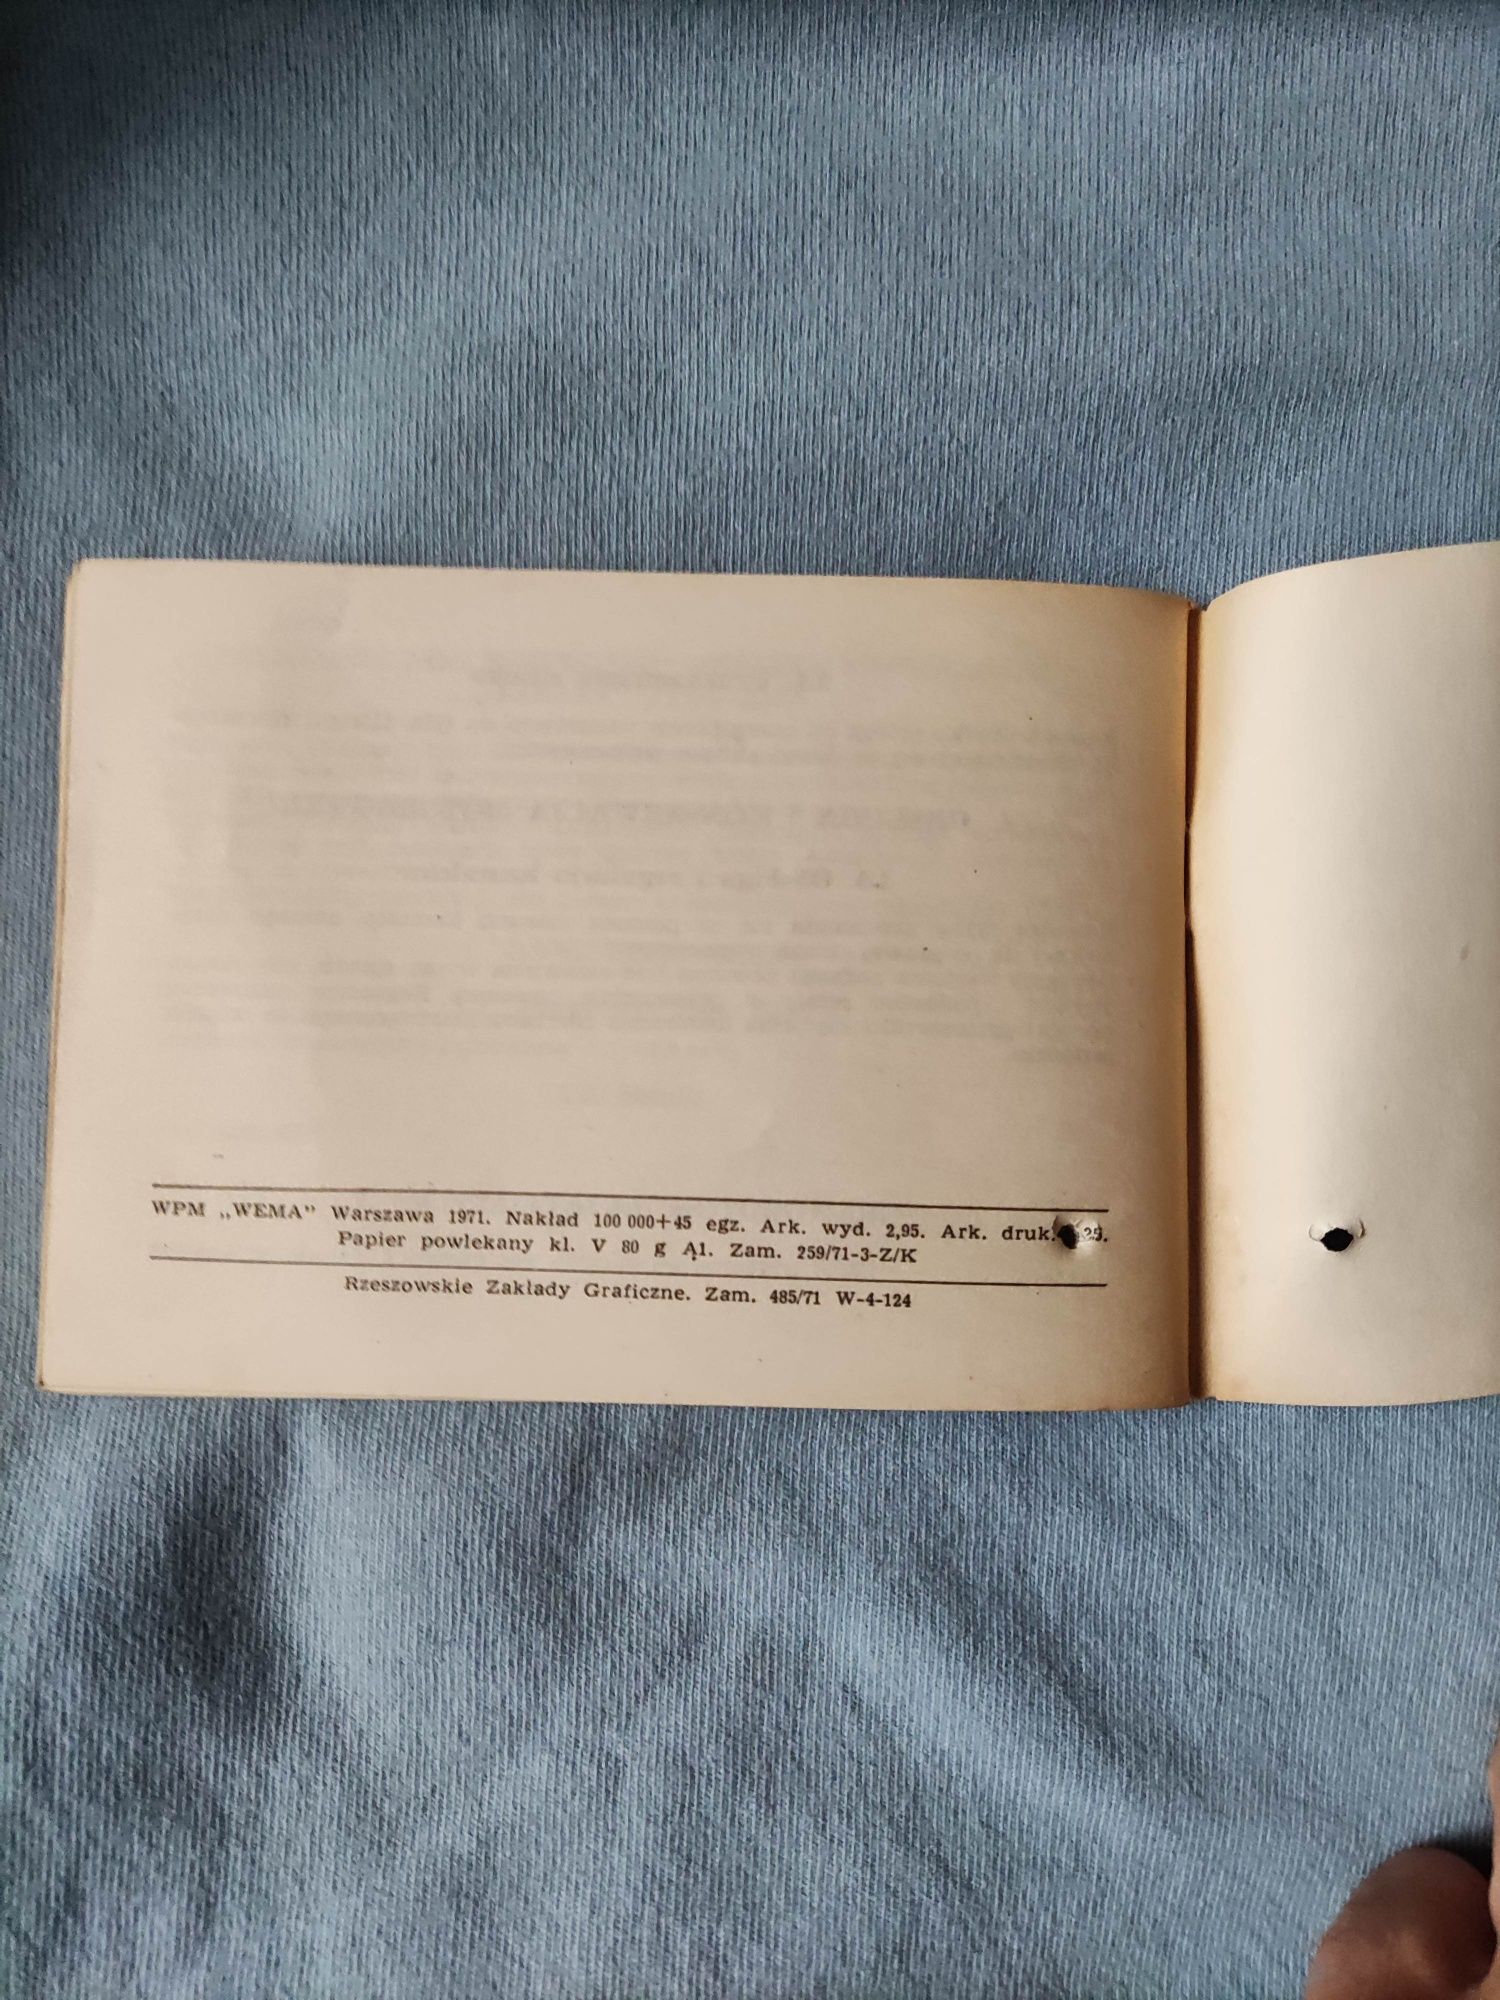 WPM „WEMA" Warszawa 1971. Nakład 100 000+45 egz. Ark. wyd. 2,95. Ark. druk.
Papier powlekany kl. V 80 g A1. Zam. 259/71-3-Z/K
Rzeszowskie Zakłady Graficzne. Zam. 485/71 W-4-124